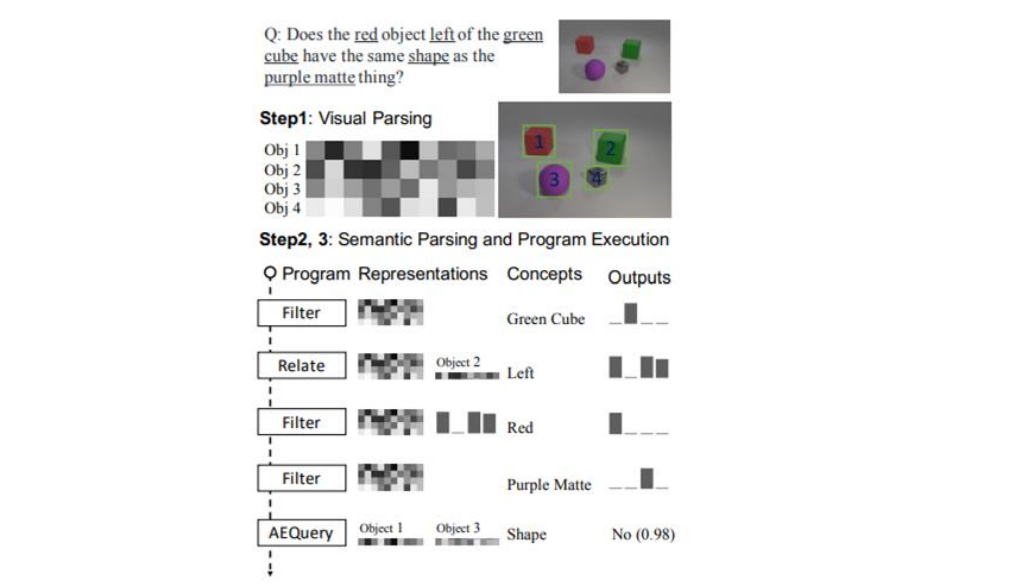 Q: Does the red object left of the green
cube have the same shape as the
purple matte thing?
Step1: Visual Parsing
Obj 1
Obj 2
Obj 3
Obj 4
1
2
3
4
Step2, 3: Semantic Parsing and Program Execution
Program Representations Concepts Outputs
Filter
Green Cube
Relate
Object 2
Left
Filter
Red
Filter
Purple Matte
AEQuery
Object 1
Object 3
Shape
No (0.98)